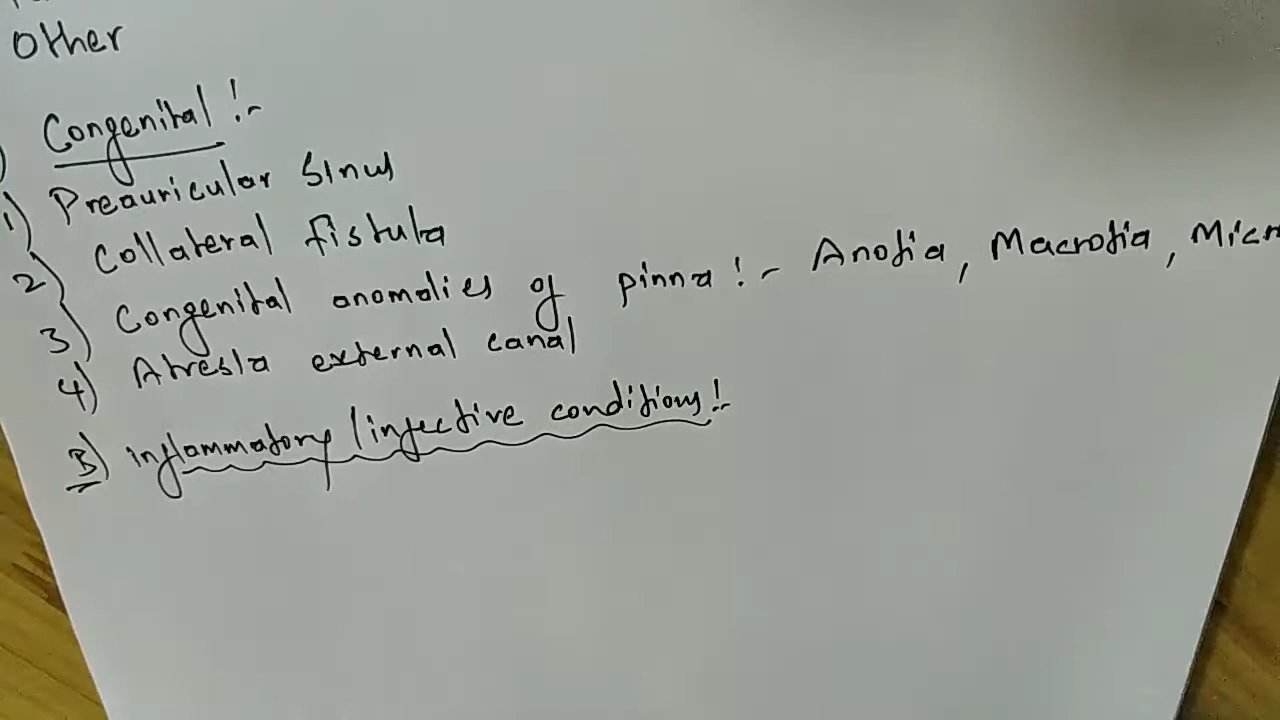 Other
Congenital :-
1) Preauricular sinus
2) Collateral fistula
3) Congenital anomalies of pinna :- Anotia, Macrotia, Micr
4) Atresia external canal
B) inflammatory / infective conditions :-